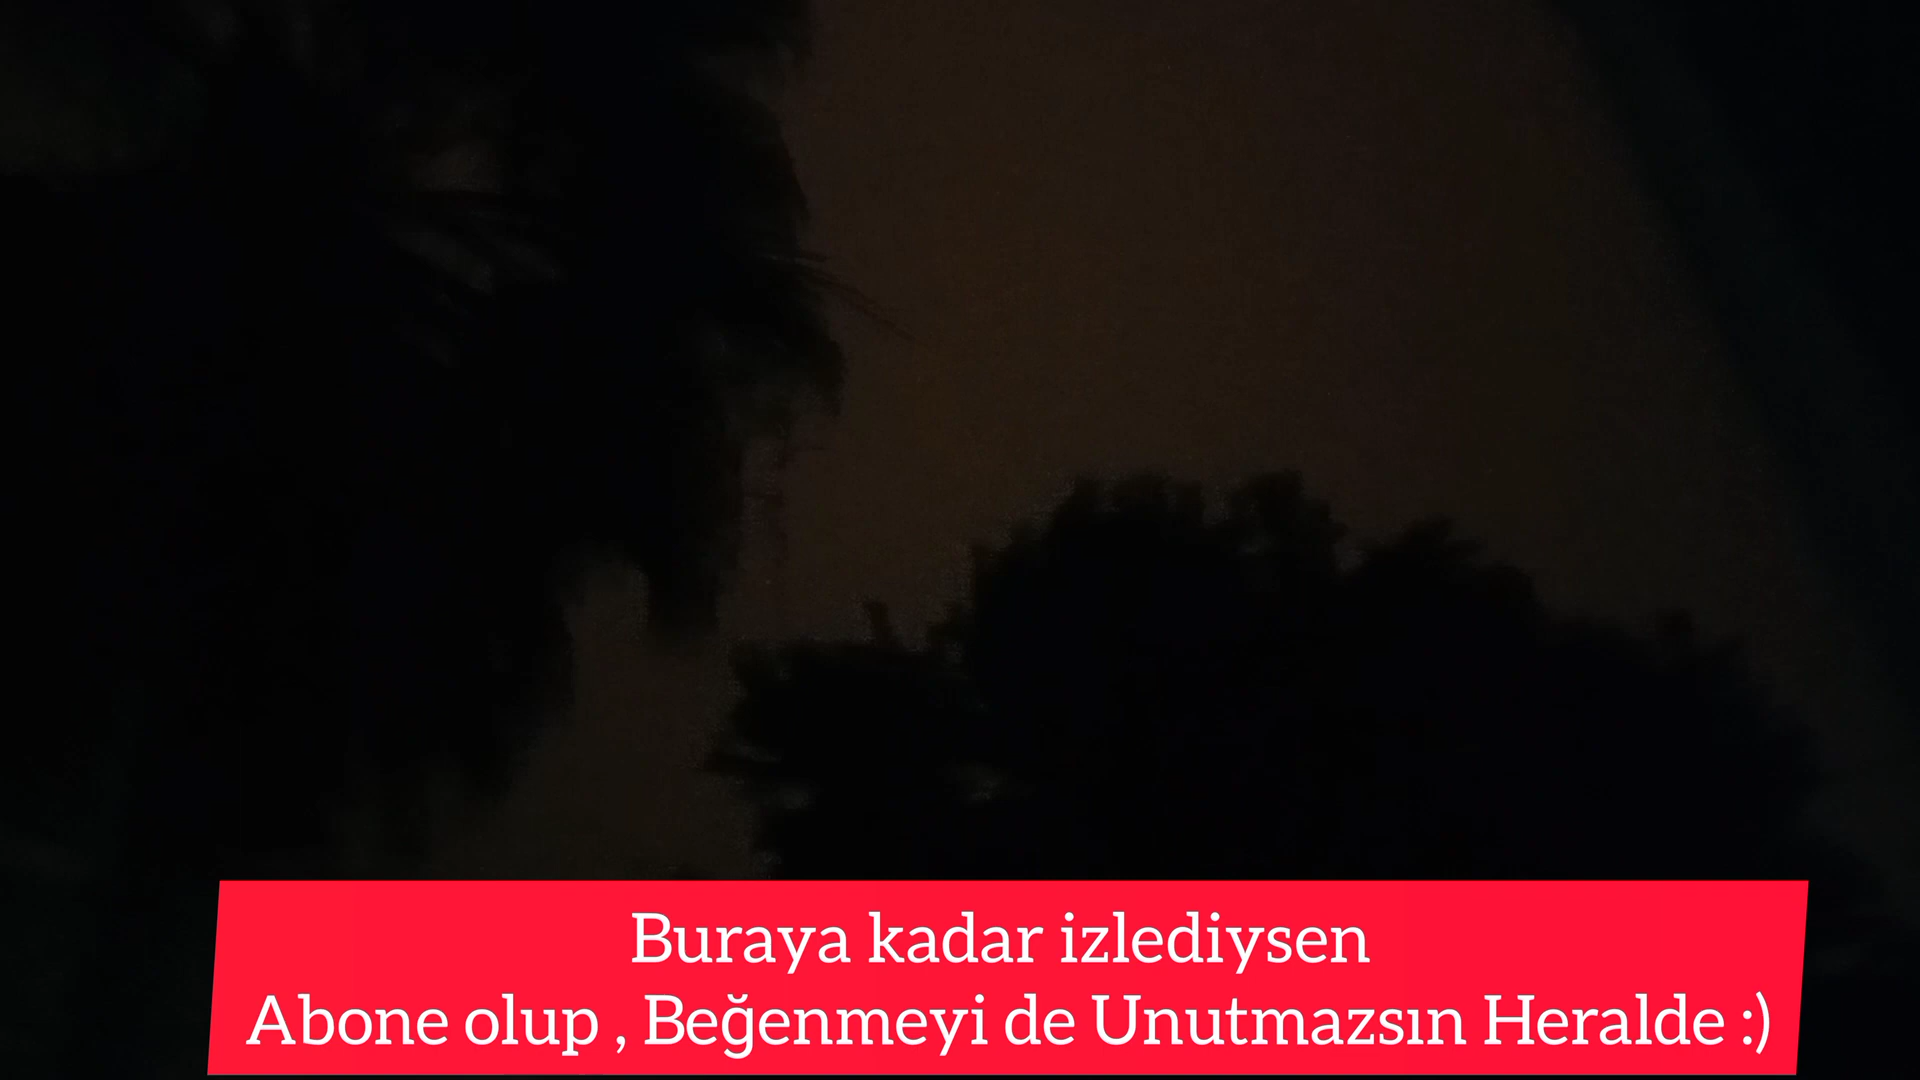 Buraya kadar izlediysen
Abone olup , Beğenmeyi de Unutmazsın Heralde :)